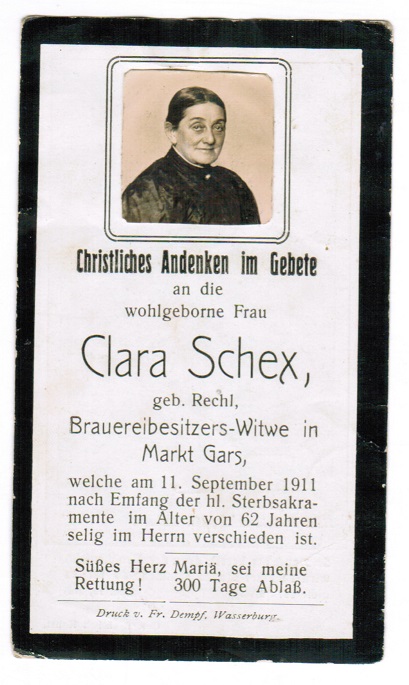 Christliches Andenken im Gebete
an die
wohlgeborne Frau
Clara Schex,
geb. Rechl,
Brauereibesitzers-Witwe in
Markt Gars,
welche am 11. September 1911
nach Empfang der hl. Sterbsakra-
mente im Alter von 62 Jahren
selig im Herrn verschieden ist.
Süßes Herz Mariä, sei meine
Rettung! 300 Tage Ablaß.
Druck v. Fr. Dempf, Wasserburg.